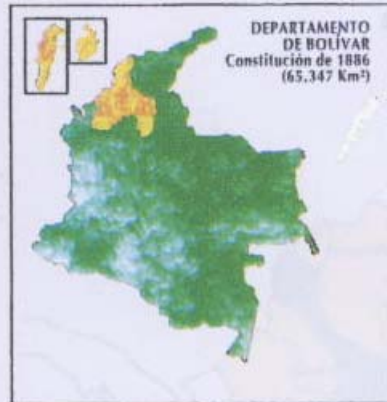 DEPARTAMENTO
DE BOLÍVAR
Constitución de 1886
(65.347 Km²)